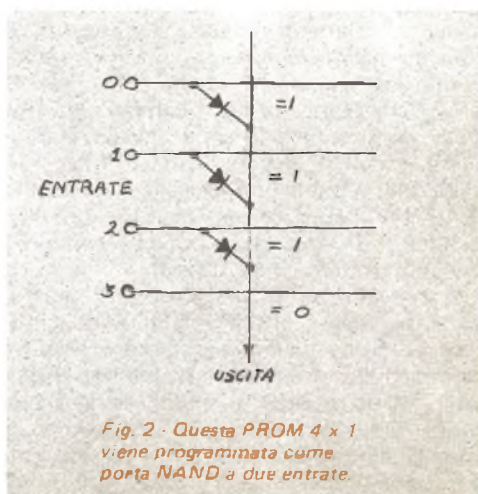 0
=1
1
ENTRATE
= 1
2
= 1
3
= 0
USCITA
Fig. 2 - Questa PROM 4 x 1
viene programmata come
porta NAND a due entrate.